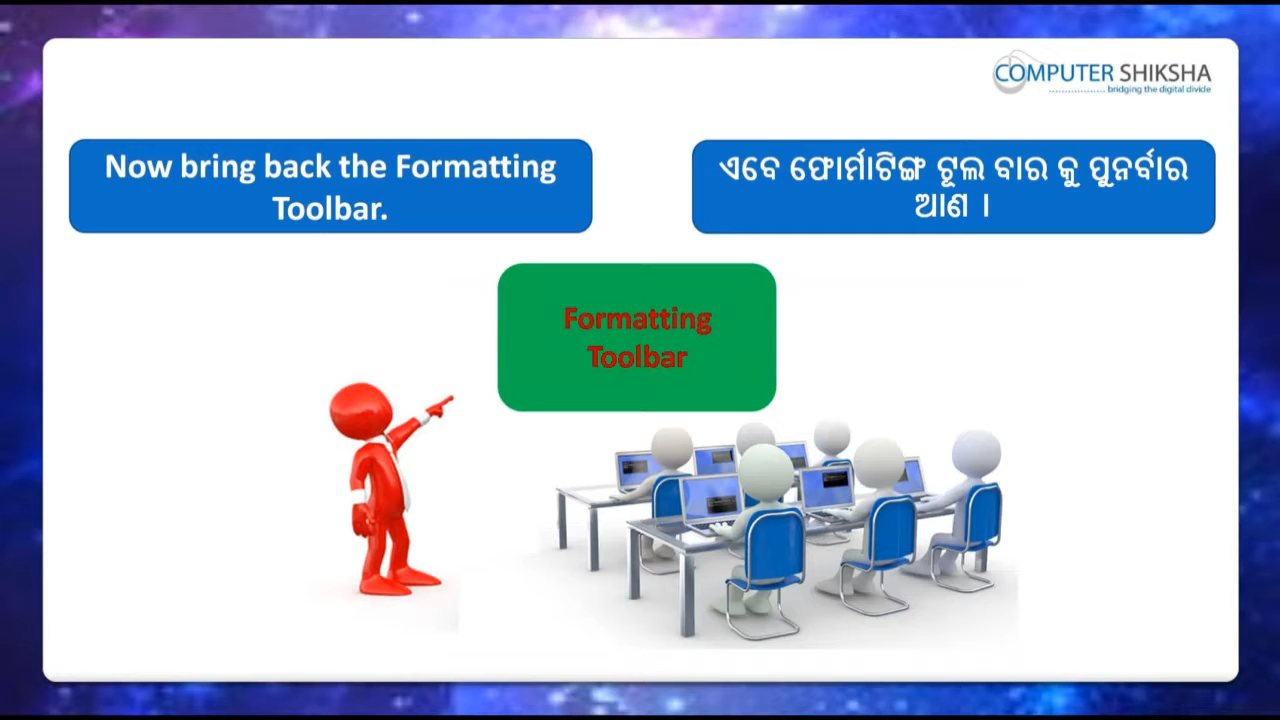 COMPUTER SHIKSHA
bridging the digital divide
Now bring back the Formatting
Toolbar.
ଏବେ ଫୋର୍ମାଟିଙ୍ଗ ଟୂଲ ବାର କୁ ପୁନର୍ବାର
ଆଣ ।
Formatting
Toolbar